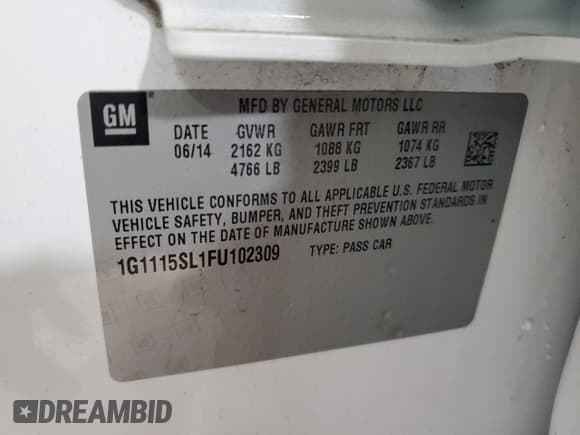 GM
MFD BY GENERAL MOTORS LLC
DATE GVWR GAWR FRT GAWR RR
06/14 2162 KG 1088 KG 1074 KG
4766 LB 2399 LB 2367 LB
THIS VEHICLE CONFORMS TO ALL APPLICABLE U.S. FEDERAL MOTOR
VEHICLE SAFETY, BUMPER, AND THEFT PREVENTION STANDARDS IN
EFFECT ON THE DATE OF MANUFACTURE SHOWN ABOVE.
1G1115SL1FU102309 TYPE: PASS CAR
DREAMBID